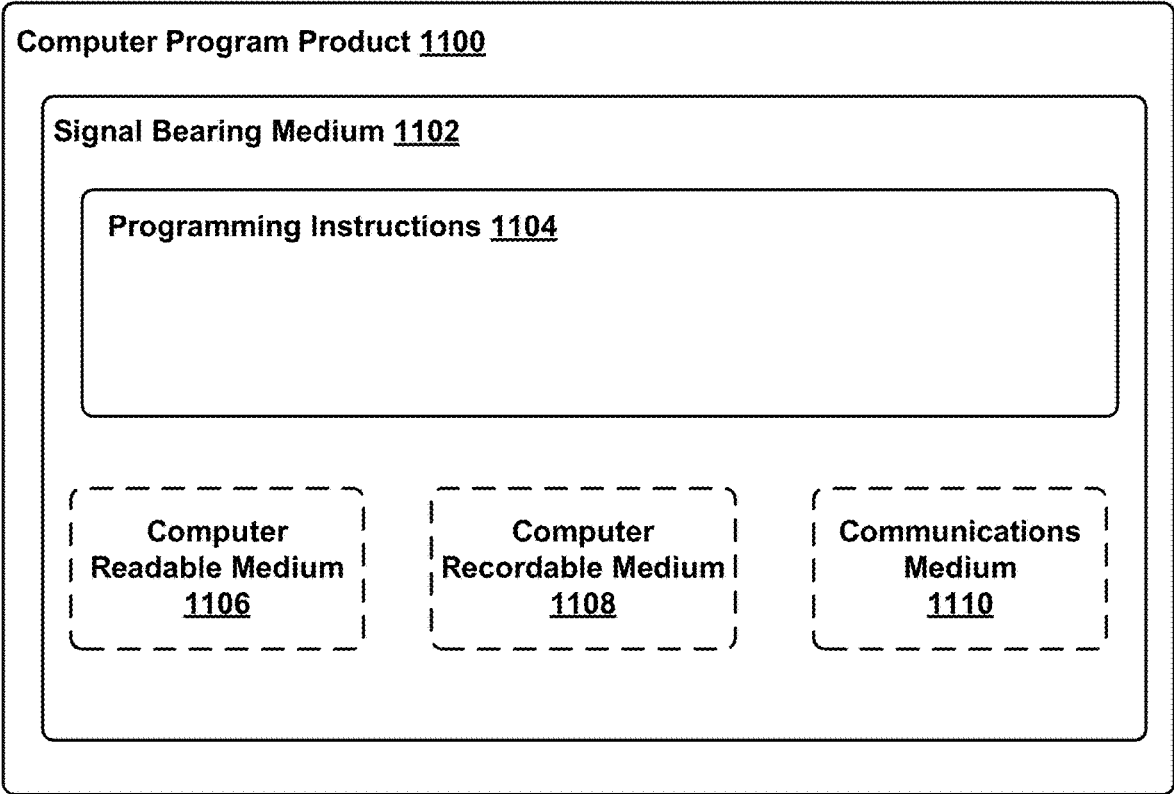 Computer Program Product 1100
Signal Bearing Medium 1102
Programming Instructions 1104
Computer
Readable Medium
1106
Computer
Recordable Medium
1108
Communications
Medium
1110